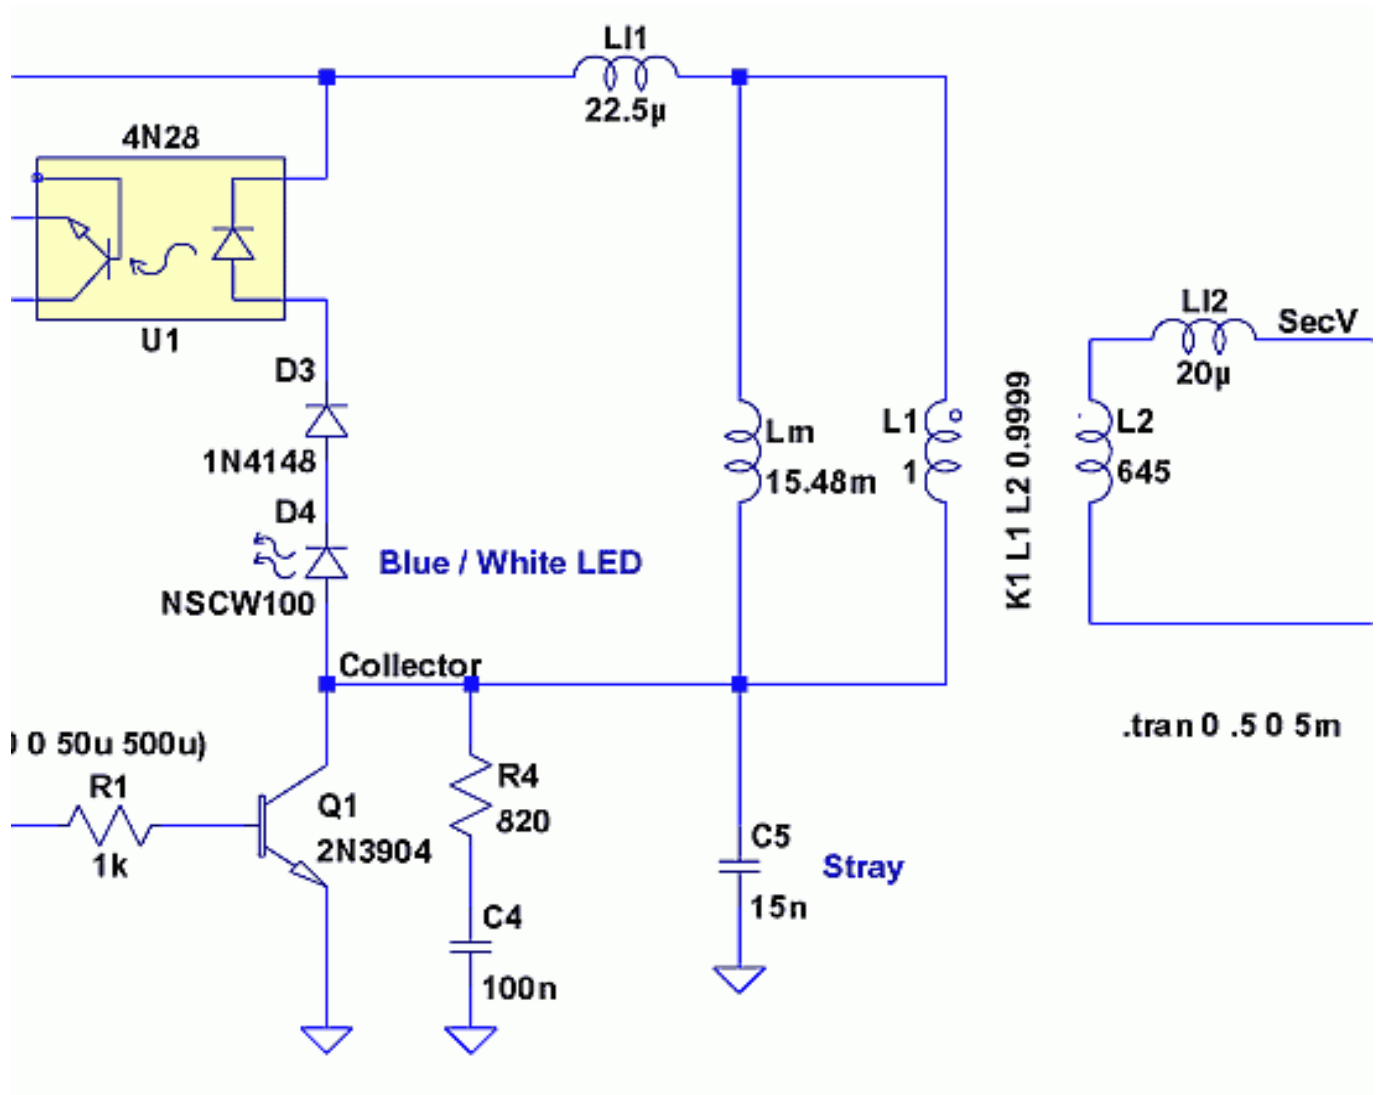 Ll1
22.5µ
4N28
U1
D3
1N4148
D4
NSCW100
Blue / White LED
Collector
Lm
15.48m
L1
1
K1 L1 L2 0.9999
L2
645
Ll2
20µ
SecV
.tran 0 .5 0 5m
) 0 50u 500u)
R1
1k
Q1
2N3904
R4
820
C4
100n
C5
15n
Stray